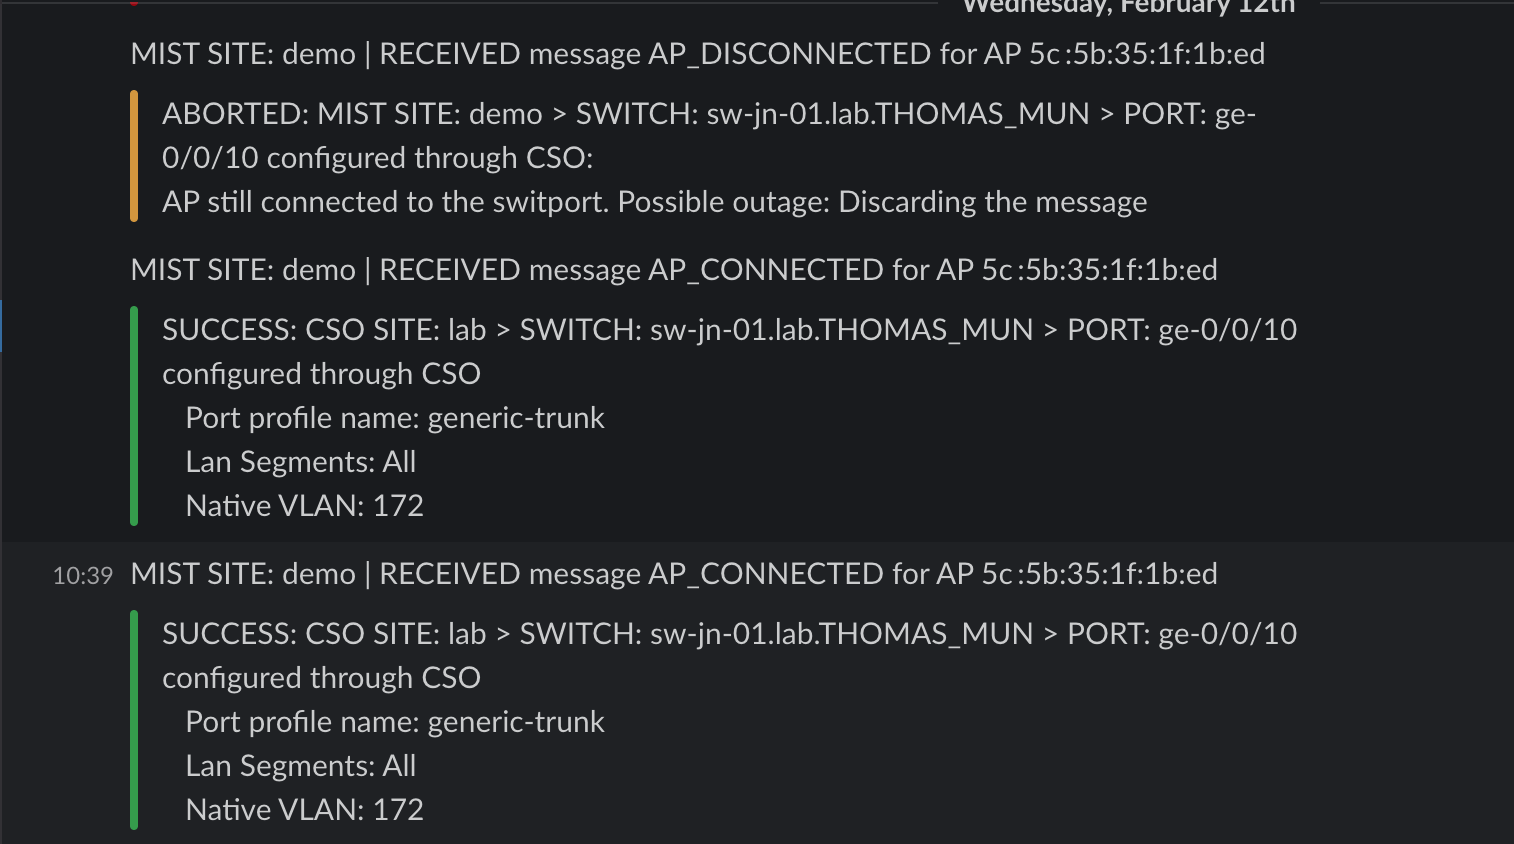 Wednesday, February 12th
MIST SITE: demo | RECEIVED message AP_DISCONNECTED for AP 5c:5b:35:1f:1b:ed
ABORTED: MIST SITE: demo > SWITCH: sw-jn-01.lab.THOMAS_MUN > PORT: ge-
0/0/10 configured through CSO:
AP still connected to the switport. Possible outage: Discarding the message
MIST SITE: demo | RECEIVED message AP_CONNECTED for AP 5c:5b:35:1f:1b:ed
SUCCESS: CSO SITE: lab > SWITCH: sw-jn-01.lab.THOMAS_MUN > PORT: ge-0/0/10
configured through CSO
Port profile name: generic-trunk
Lan Segments: All
Native VLAN: 172
10:39 MIST SITE: demo | RECEIVED message AP_CONNECTED for AP 5c:5b:35:1f:1b:ed
SUCCESS: CSO SITE: lab > SWITCH: sw-jn-01.lab.THOMAS_MUN > PORT: ge-0/0/10
configured through CSO
Port profile name: generic-trunk
Lan Segments: All
Native VLAN: 172